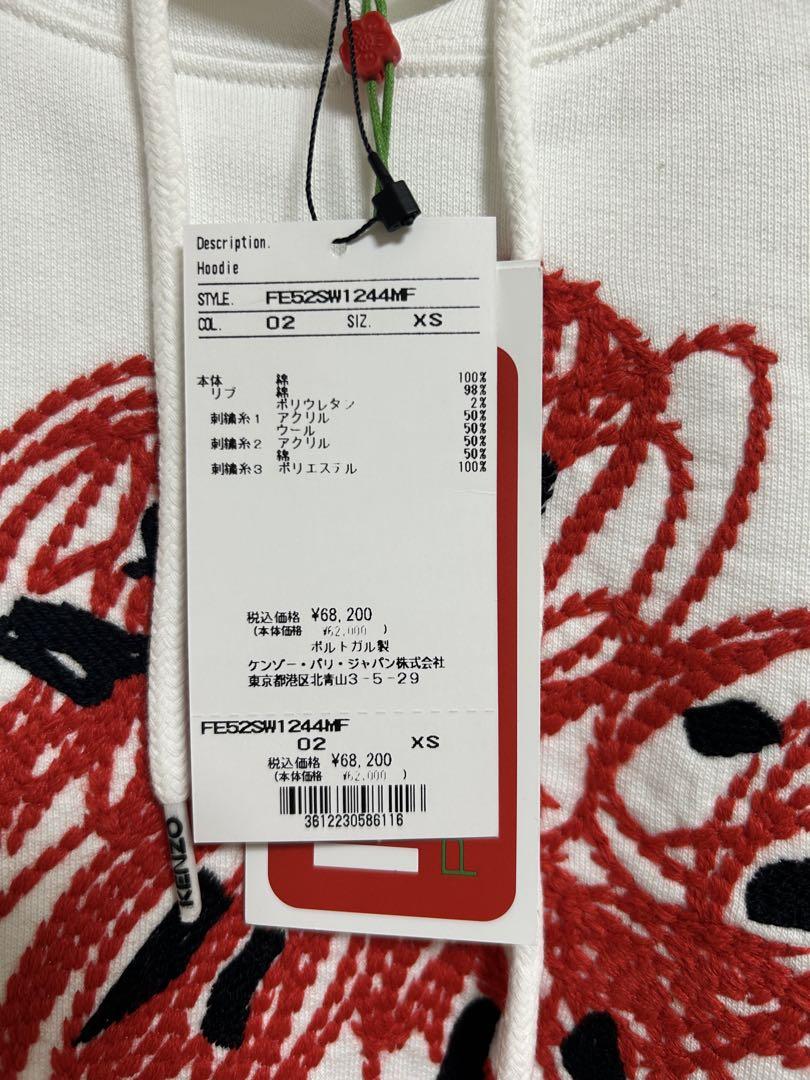 Description.
Hoodie
STYLE. FE52SW1244MF
COL. 02 SIZ. XS
本体 綿 100%
リブ 綿 98%
ポリウレタン 2%
刺繍糸1 アクリル 50%
ウール 50%
刺繍糸2 アクリル 50%
綿 50%
刺繍糸3 ポリエステル 100%
税込価格 ¥68,200
(本体価格 ¥62,000 )
ポルトガル製
ケンゾー・パリ・ジャパン株式会社
東京都港区北青山3-5-29
FE52SW1244MF
02 XS
税込価格 ¥68,200
(本体価格 ¥62,000 )
3612230586116
KENZO
P